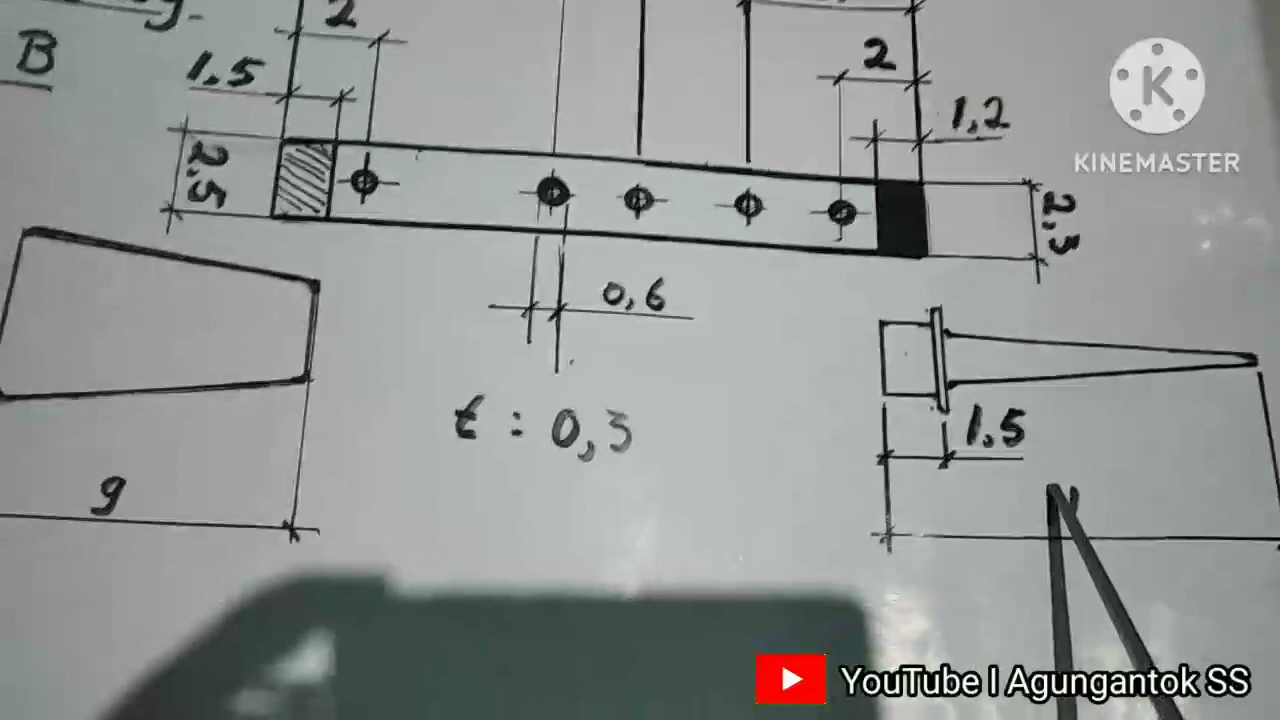 2
B
1.5
2
1,2
2.5
2.3
0,6
t : 0,3
1.5
9
KINEMASTER
YouTube | Agungantok SS